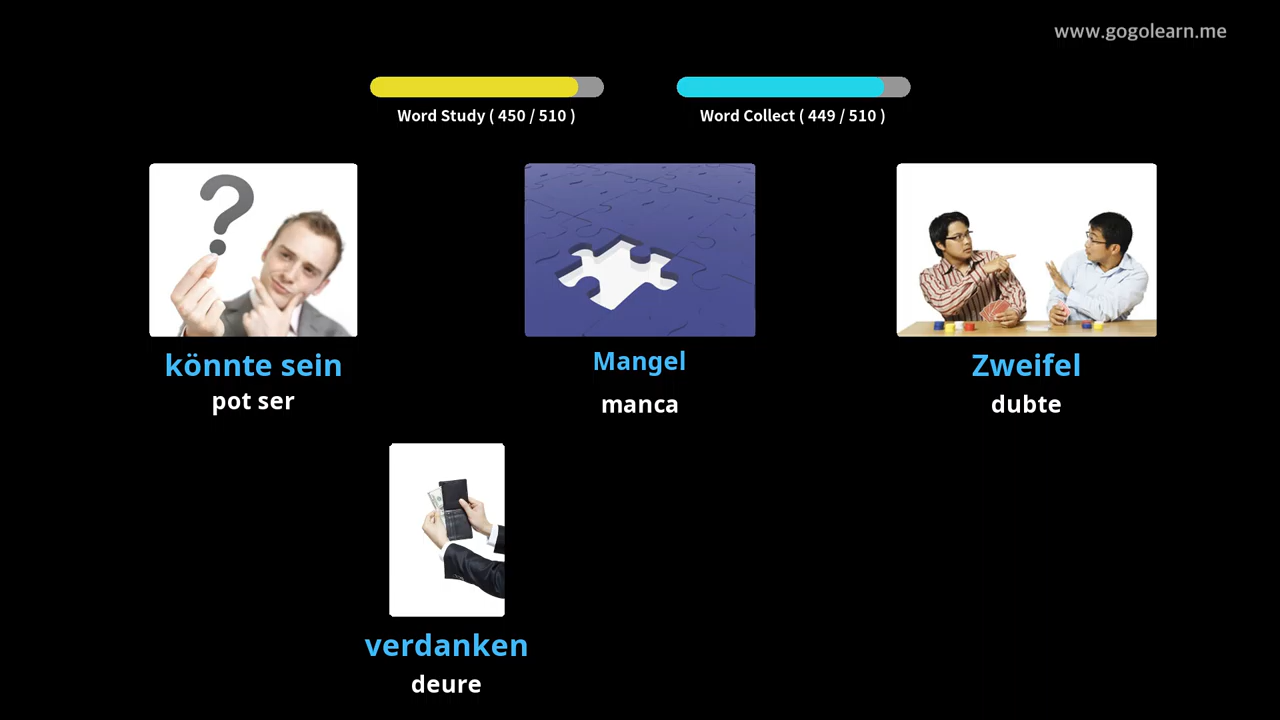 www.gogolearn.me
Word Study ( 450 / 510 )
Word Collect ( 449 / 510 )
könnte sein
pot ser
Mangel
manca
Zweifel
dubte
verdanken
deure